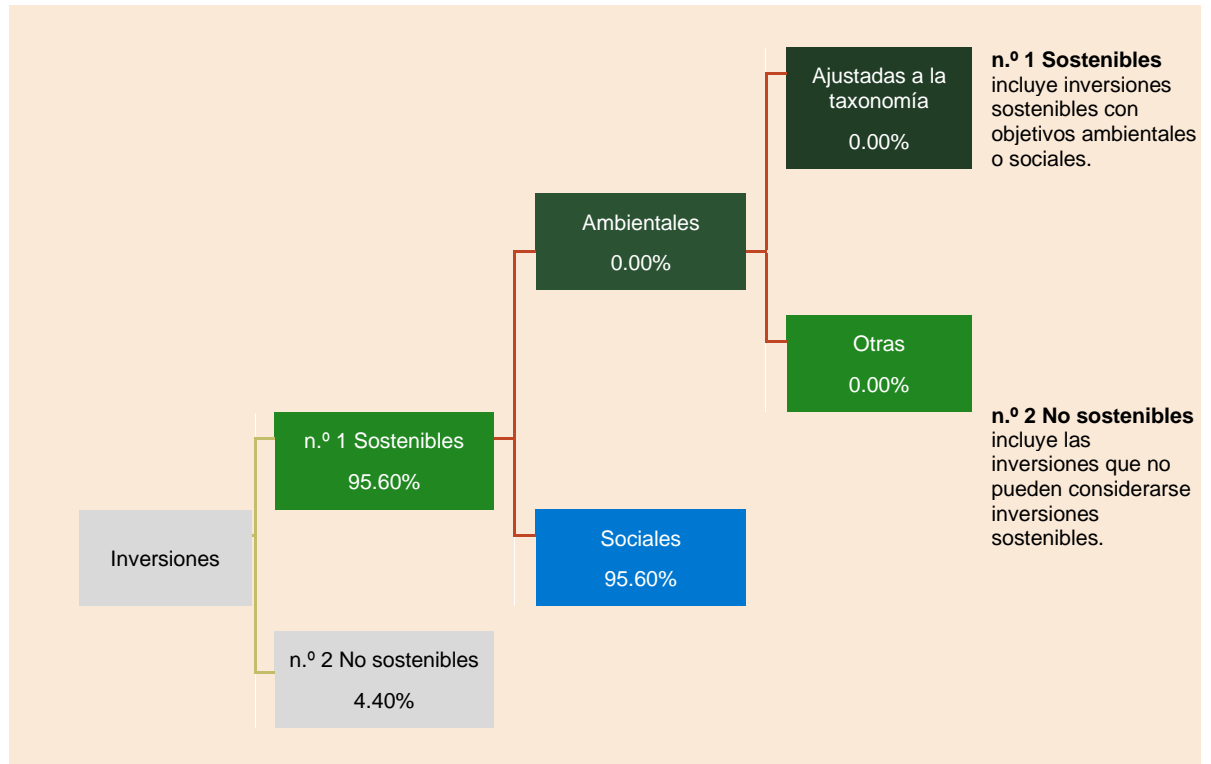 Ajustadas a la
taxonomía
0.00%
n.º 1 Sostenibles
incluye inversiones
sostenibles con
objetivos ambientales
o sociales.
Ambientales
0.00%
Otras
0.00%
n.º 1 Sostenibles
95.60%
n.º 2 No sostenibles
incluye las
inversiones que no
pueden considerarse
inversiones
sostenibles.
Inversiones
Sociales
95.60%
n.º 2 No sostenibles
4.40%